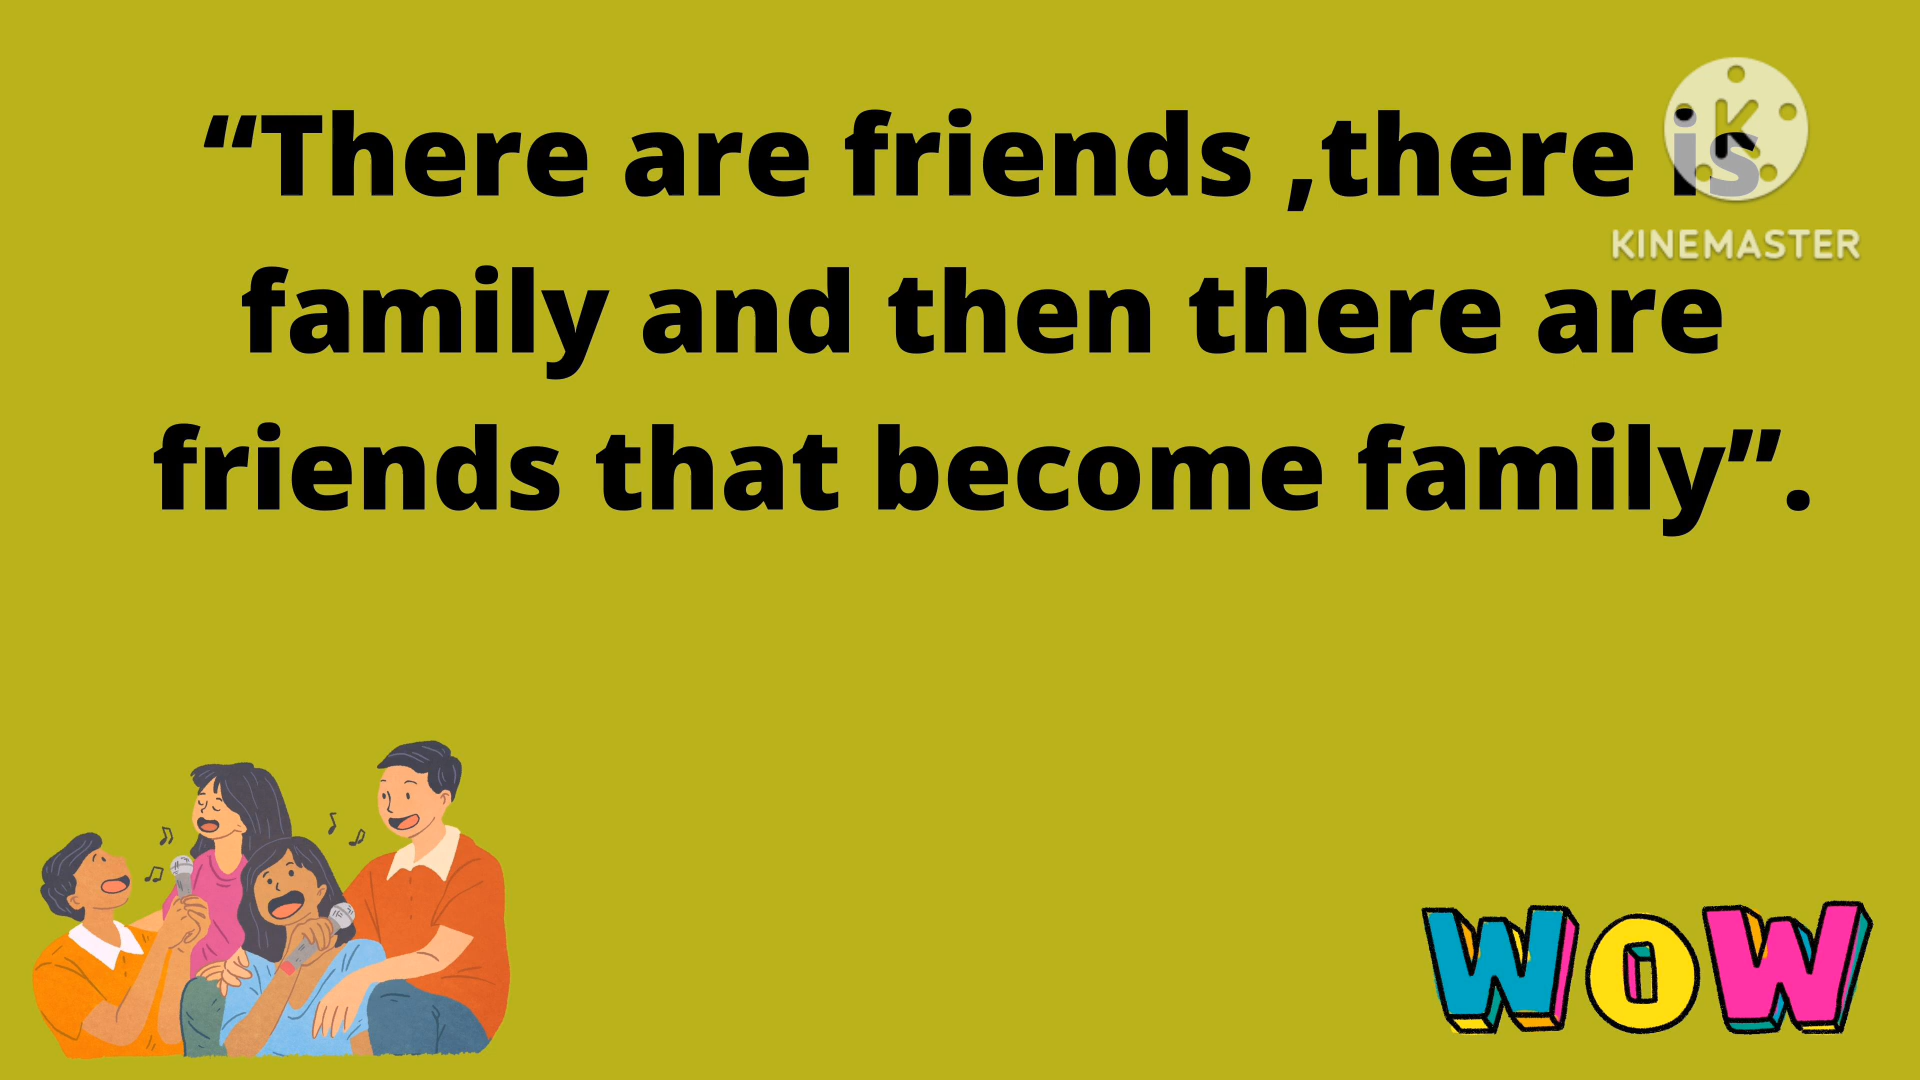 “There are friends ,there is
KINEMASTER
family and then there are
friends that become family”.
WOW